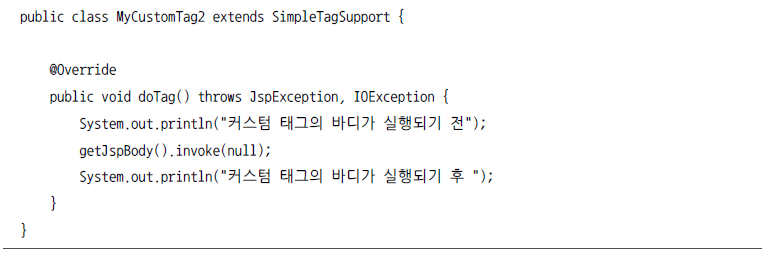 public class MyCustomTag2 extends SimpleTagSupport {
@Override
public void doTag() throws JspException, IOException {
System.out.println("커스텀 태그의 바디가 실행되기 전");
getJspBody().invoke(null);
System.out.println("커스텀 태그의 바디가 실행되기 후 ");
}
}